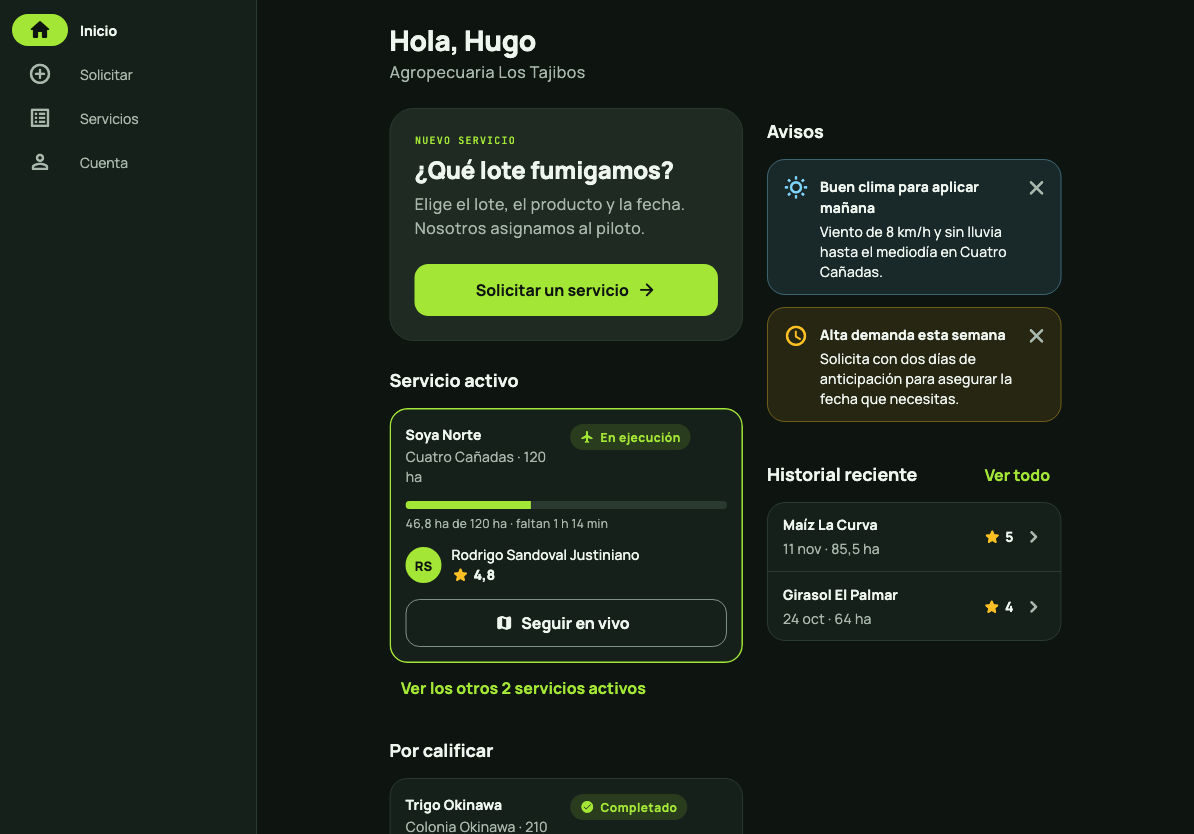 Inicio
Solicitar
Servicios
Cuenta
Hola, Hugo
Agropecuaria Los Tajibos
NUEVO SERVICIO
¿Qué lote fumigamos?
Elige el lote, el producto y la fecha.
Nosotros asignamos al piloto.
Solicitar un servicio
Servicio activo
Soya Norte
En ejecución
Cuatro Cañadas · 120
ha
46,8 ha de 120 ha · faltan 1 h 14 min
RS
Rodrigo Sandoval Justiniano
4,8
Seguir en vivo
Ver los otros 2 servicios activos
Por calificar
Trigo Okinawa
Completado
Colonia Okinawa · 210
Avisos
Buen clima para aplicar
mañana
Viento de 8 km/h y sin lluvia
hasta el mediodía en Cuatro
Cañadas.
Alta demanda esta semana
Solicita con dos días de
anticipación para asegurar la
fecha que necesitas.
Historial reciente
Ver todo
Maíz La Curva
11 nov · 85,5 ha
5
Girasol El Palmar
24 oct · 64 ha
4